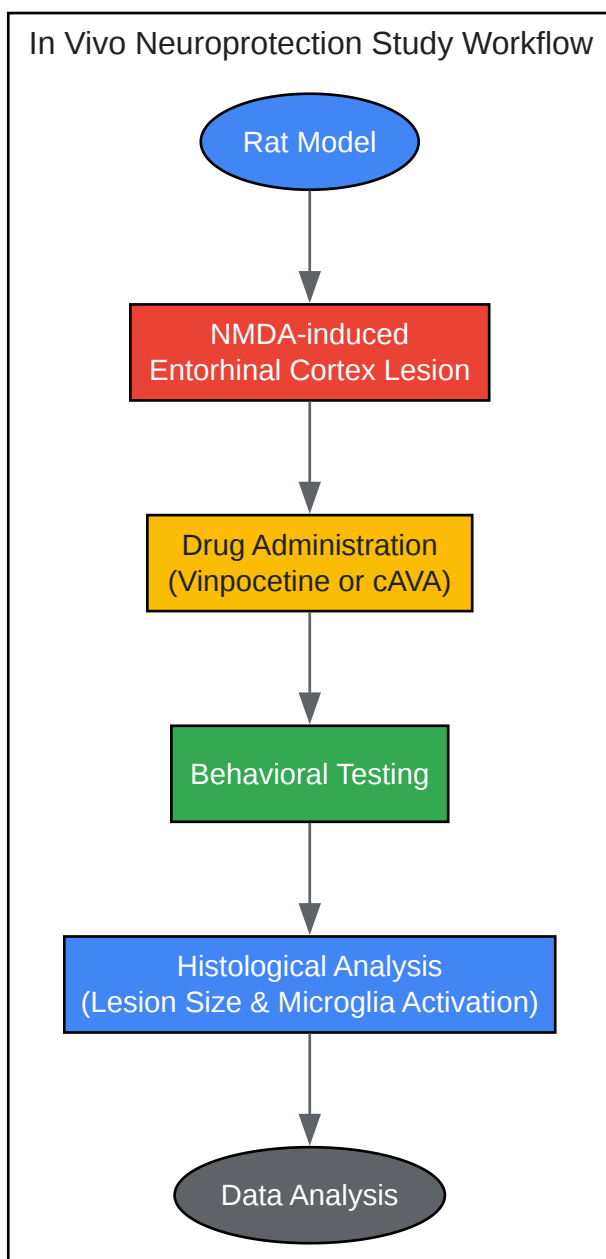 In Vivo Neuroprotection Study Workflow
Rat Model
NMDA-induced
Entorhinal Cortex Lesion
Drug Administration
(Vinpocetine or cAVA)
Behavioral Testing
Histological Analysis
(Lesion Size & Microglia Activation)
Data Analysis